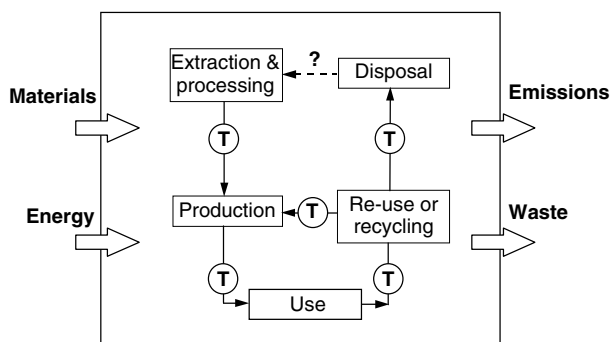 Extraction &
processing
?
Disposal
Materials
Emissions
T
T
Energy
Production
T
Re-use or
recycling
Waste
T
T
Use